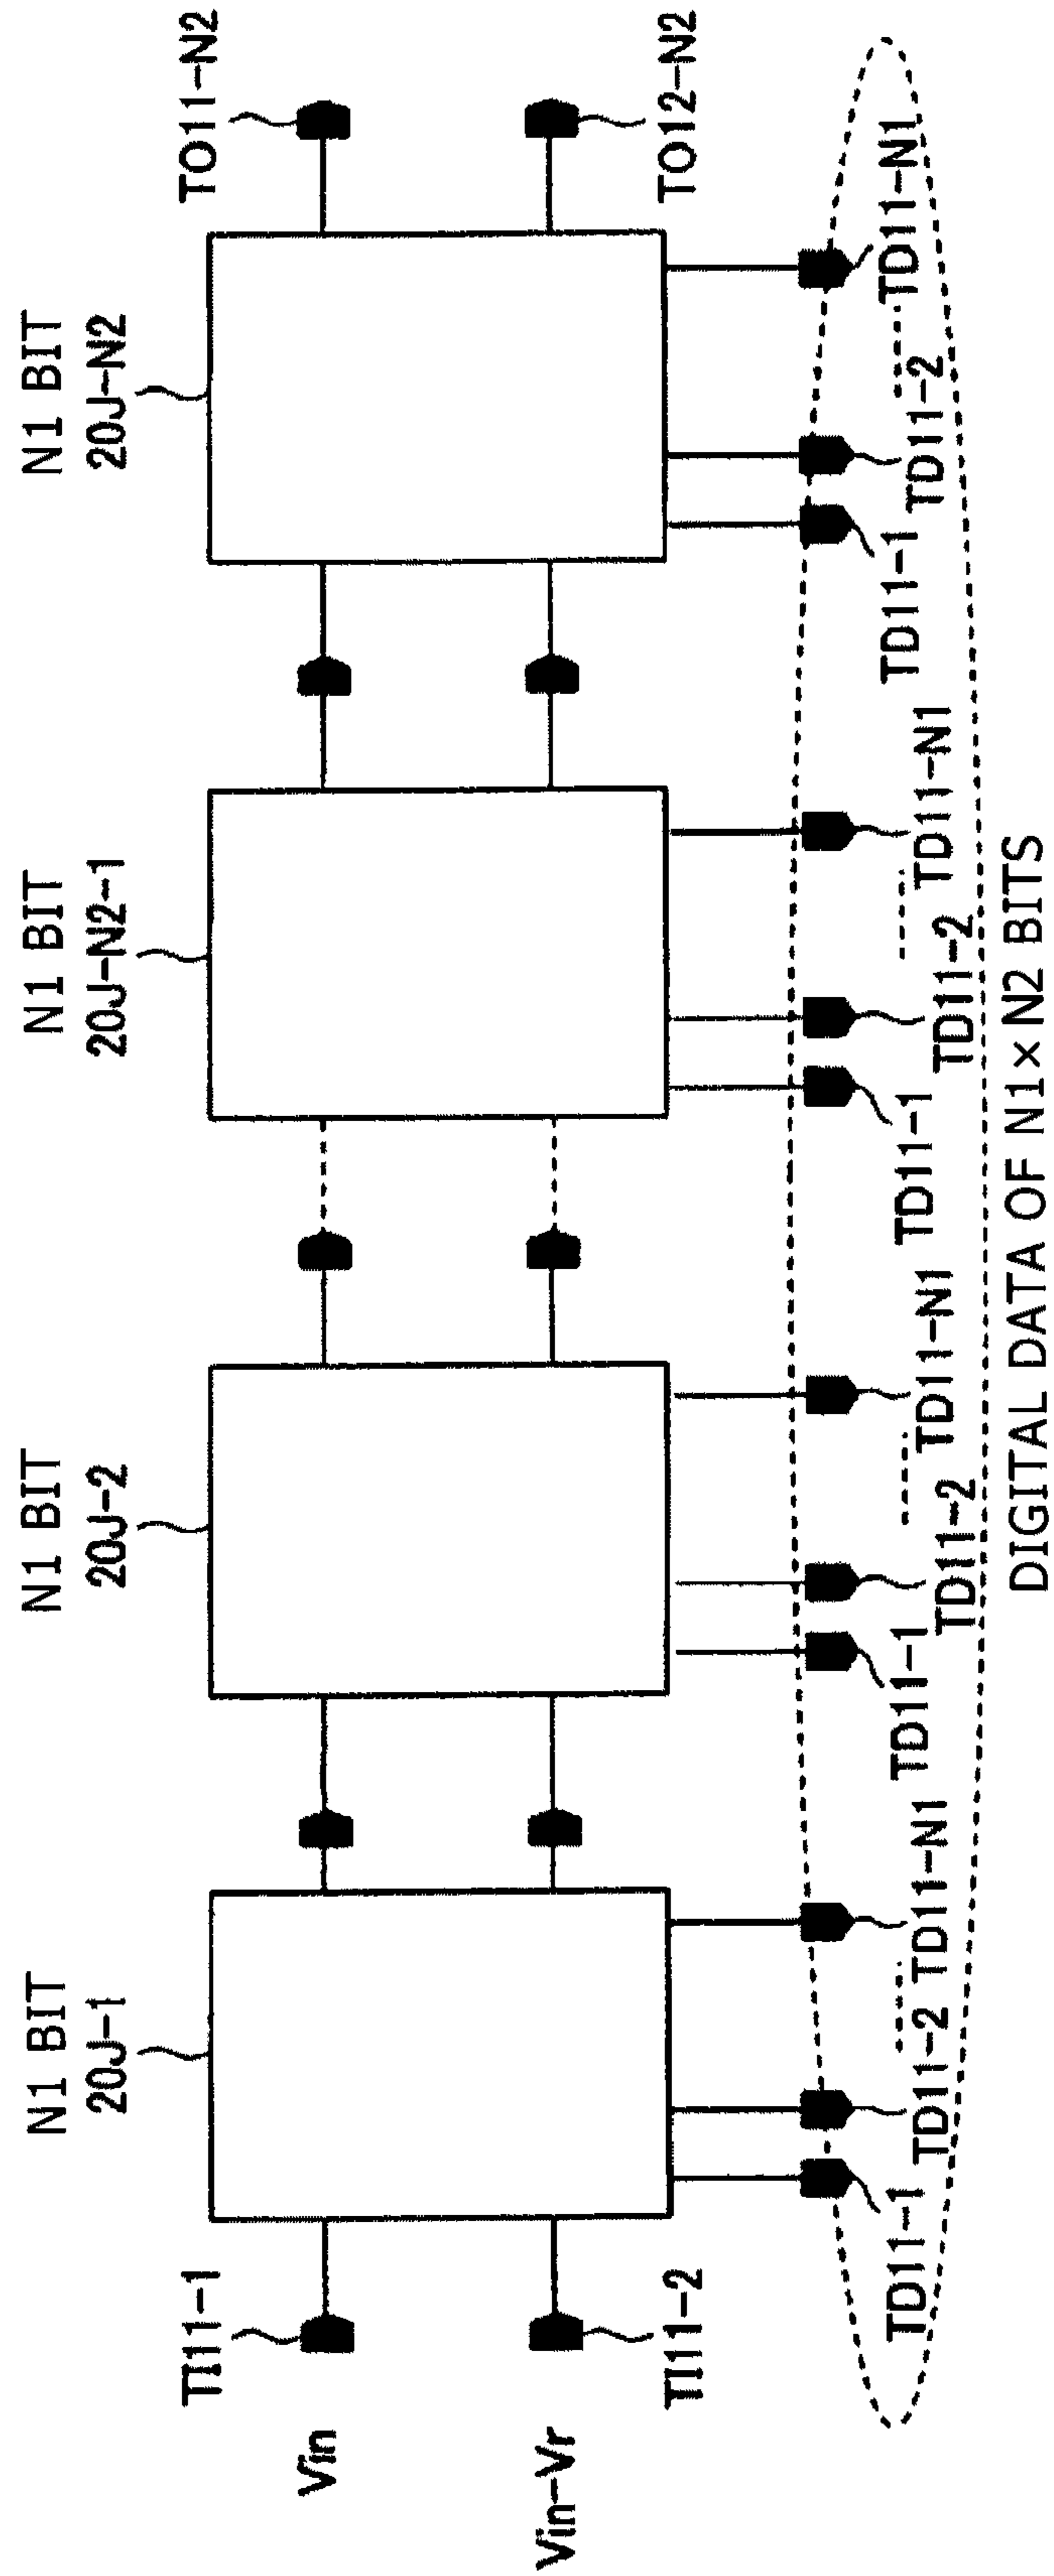 N1 BIT
20J-1
N1 BIT
20J-2
N1 BIT
20J-N2-1
N1 BIT
20J-N2
TI11-1
TO11-N2
Vin
Vin-Vr
TI11-2
TO12-N2
TD11-1
TD11-2
TD11-N1
TD11-1
TD11-2
TD11-N1
TD11-1
TD11-2
TD11-N1
TD11-1
TD11-2
TD11-N1
DIGITAL DATA OF N1×N2 BITS